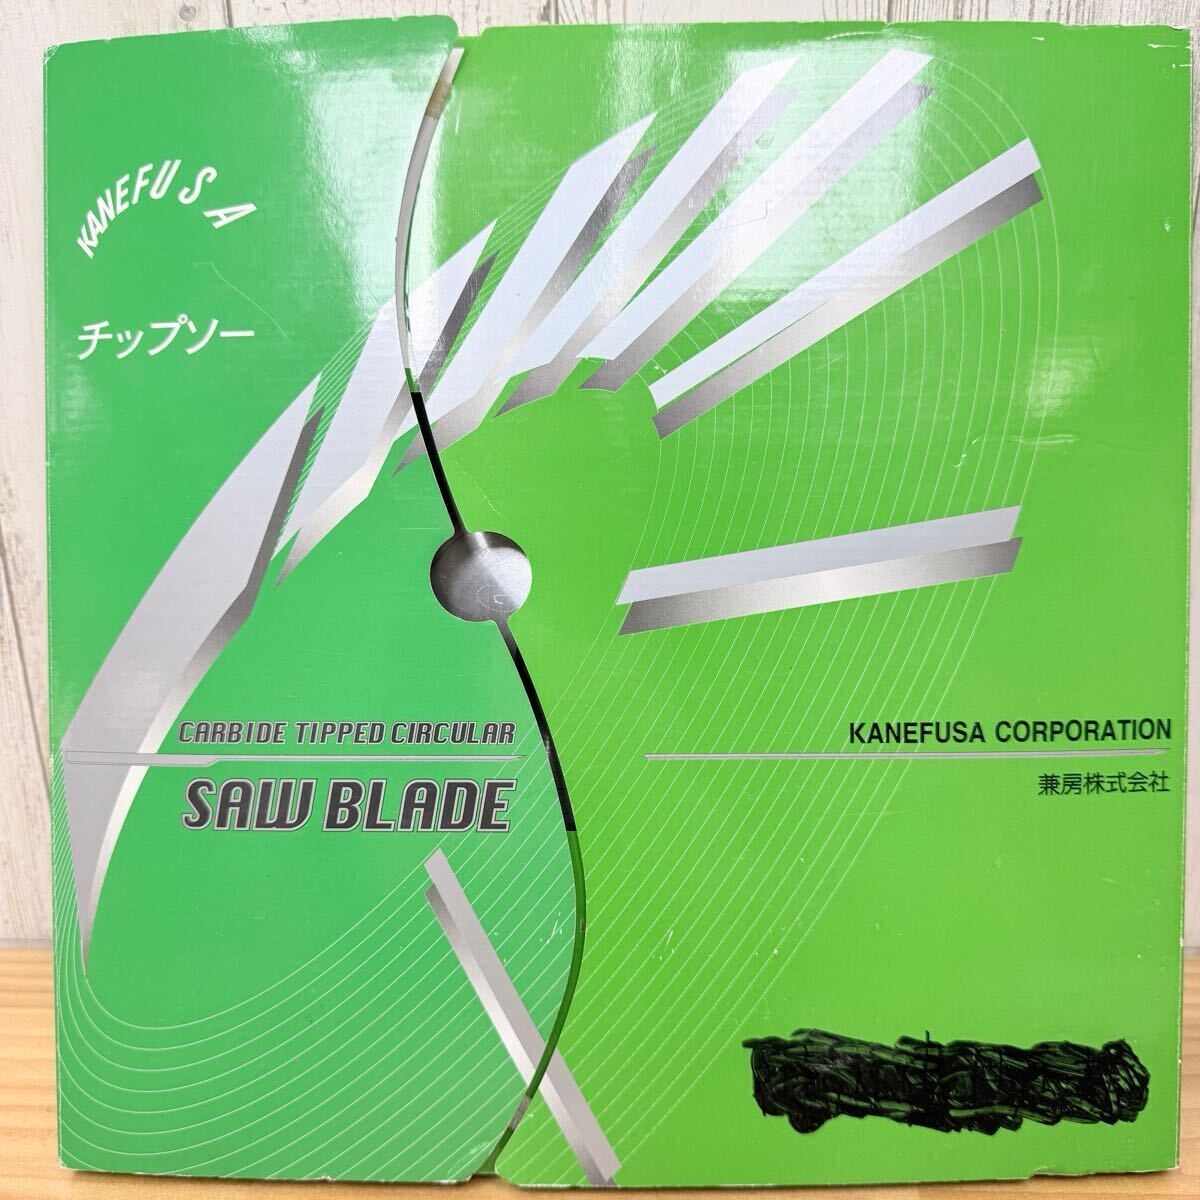 KANEFUSA
チップソー
CARBIDE TIPPED CIRCULAR
SAW BLADE
KANEFUSA CORPORATION
兼房株式会社